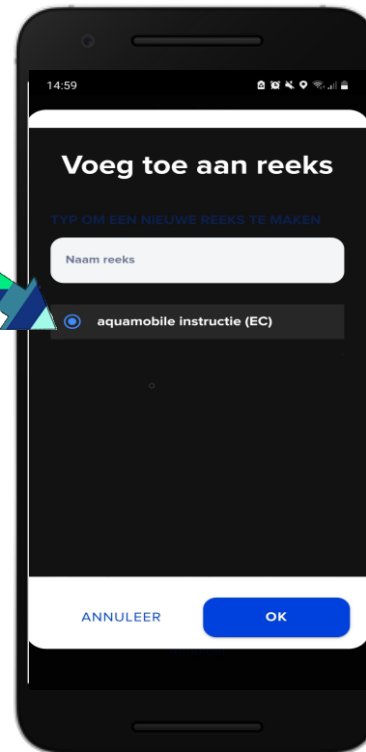 14:59
Voeg toe aan reeks
TYP OM EEN NIEUWE REEKS TE MAKEN
Naam reeks
aquamobile instructie (EC)
ANNULEER OK